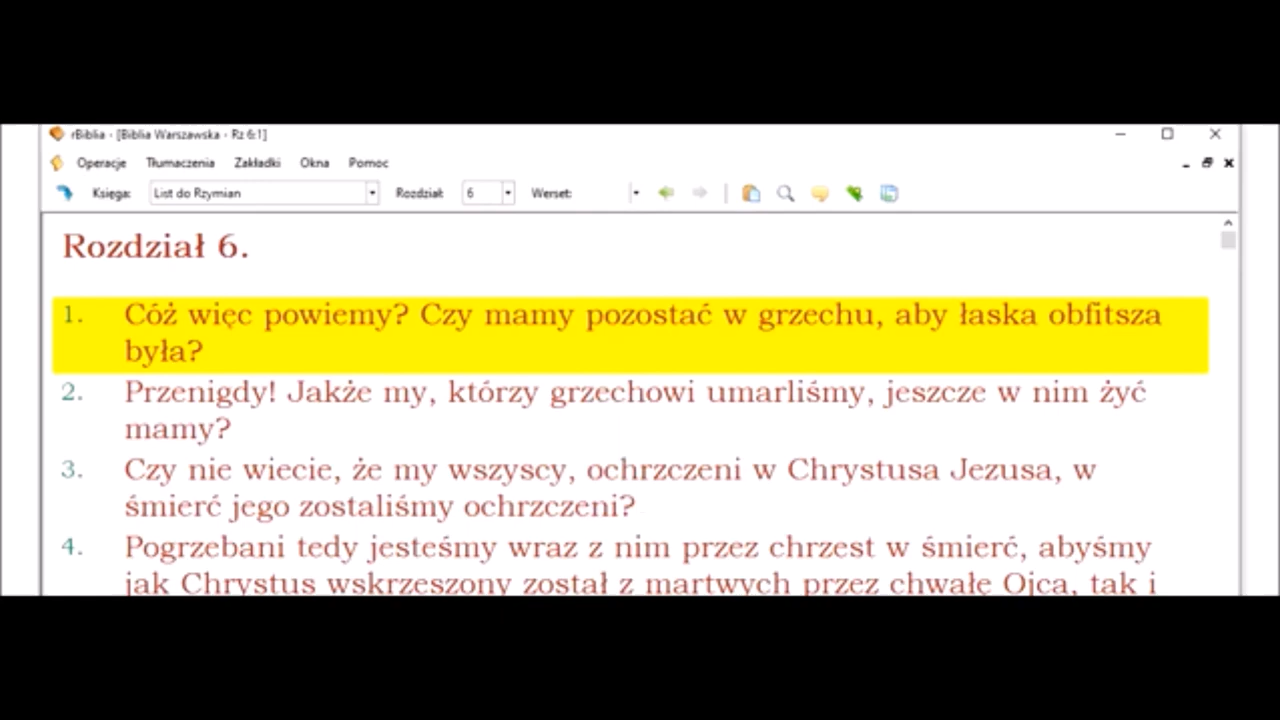 rBiblia - [Biblia Warszawska - Rz 6:1]
Operacje Tłumaczenia Zakładki Okna Pomoc
Księga: List do Rzymian Rozdział: 6 Werset:
Rozdział 6.
1. Cóż więc powiemy? Czy mamy pozostać w grzechu, aby łaska obfitsza
była?
2. Przenigdy! Jakże my, którzy grzechowi umarliśmy, jeszcze w nim żyć
mamy?
3. Czy nie wiecie, że my wszyscy, ochrzczeni w Chrystusa Jezusa, w
śmierć jego zostaliśmy ochrzczeni?
4. Pogrzebani tedy jesteśmy wraz z nim przez chrzest w śmierć, abyśmy
jak Chrystus wskrzeszony został z martwych przez chwałę Ojca, tak i